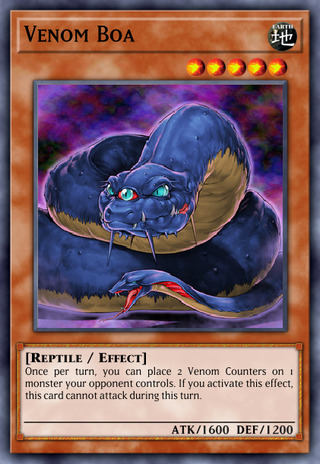 Venom Boa
EARTH
地
[Reptile / Effect]
Once per turn, you can place 2 Venom Counters on 1
monster your opponent controls. If you activate this effect,
this card cannot attack during this turn.
ATK/1600 DEF/1200